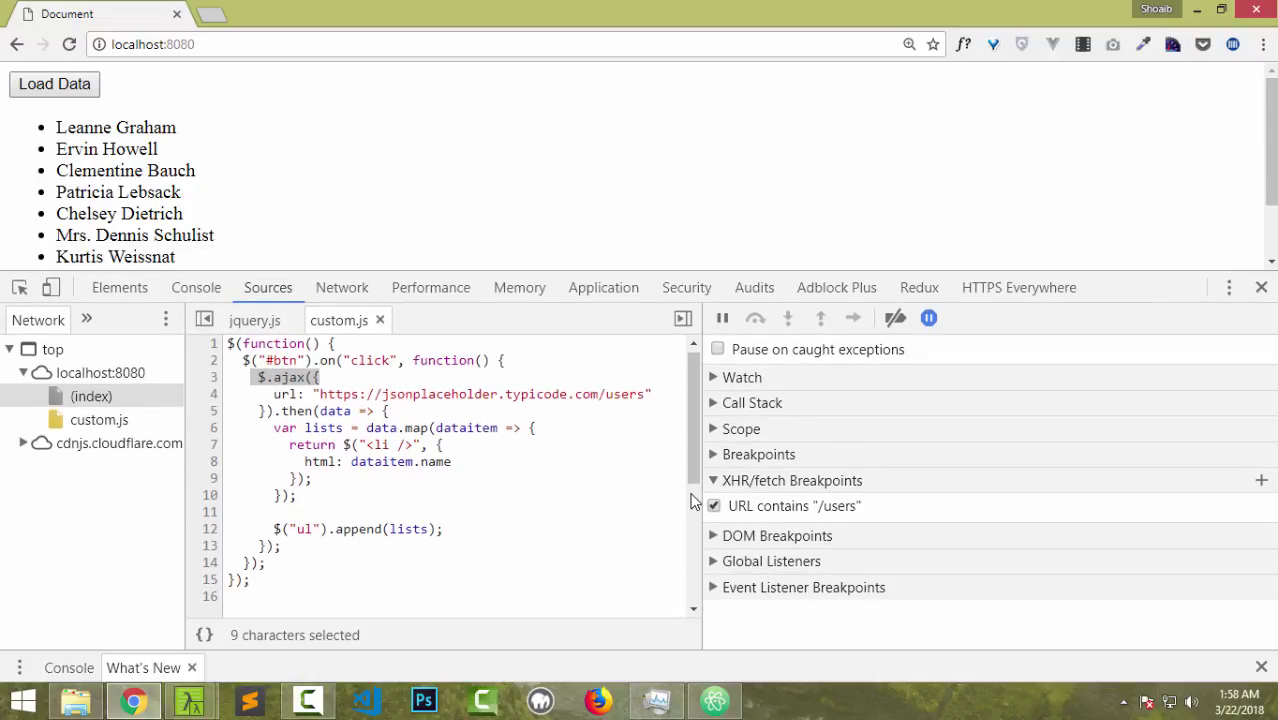 Document
Shoaib
localhost:8080
f?
Load Data
Leanne Graham
Ervin Howell
Clementine Bauch
Patricia Lebsack
Chelsey Dietrich
Mrs. Dennis Schulist
Kurtis Weissnat
Elements Console Sources Network Performance Memory Application Security Audits Adblock Plus Redux HTTPS Everywhere
Network »
top
localhost:8080
(index)
custom.js
cdnjs.cloudflare.com
jquery.js custom.js
1 $(function() {
2 $("#btn").on("click", function() {
3 $.ajax({
4 url: "https://jsonplaceholder.typicode.com/users"
5 }).then(data => {
6 var lists = data.map(dataitem => {
7 return $("<li />", {
8 html: dataitem.name
9 });
10 });
11
12 $("ul").append(lists);
13 });
14 });
15 });
16
{} 9 characters selected
Pause on caught exceptions
Watch
Call Stack
Scope
Breakpoints
XHR/fetch Breakpoints
URL contains "/users"
DOM Breakpoints
Global Listeners
Event Listener Breakpoints
Console What's New
Ps
1:58 AM
3/22/2018